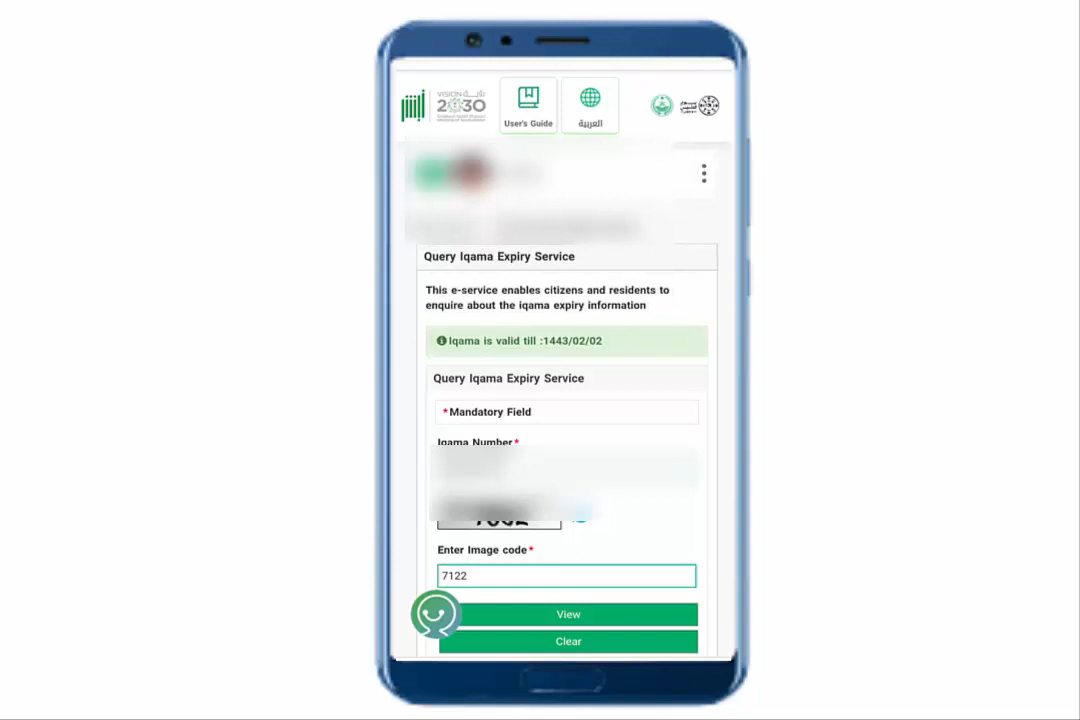 VISION رؤيـــة
2030
User's Guide
العربية
Query Iqama Expiry Service
This e-service enables citizens and residents to
enquire about the iqama expiry information
Iqama is valid till :1443/02/02
Query Iqama Expiry Service
*Mandatory Field
Iqama Number*
Enter Image code*
7122
View
Clear